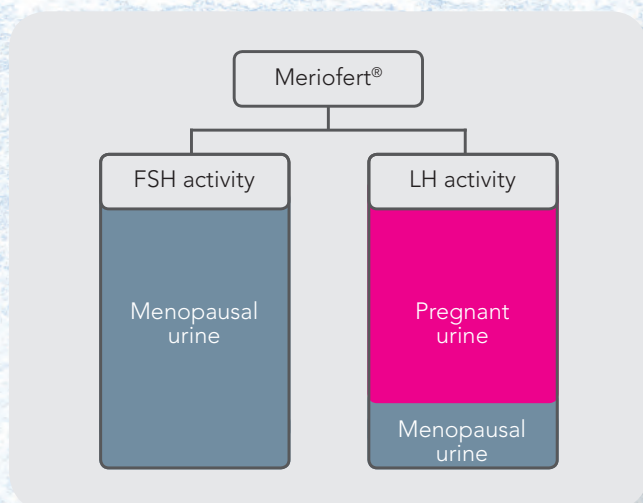 Meriofert®
FSH activity
LH activity
Menopausal
urine
Pregnant
urine
Menopausal
urine